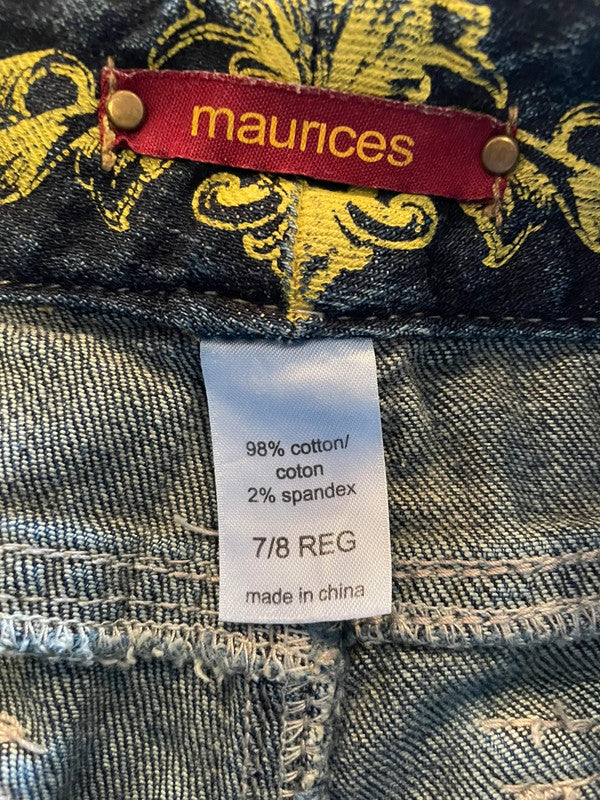 maurices
98% cotton/
coton
2% spandex
7/8 REG
made in china